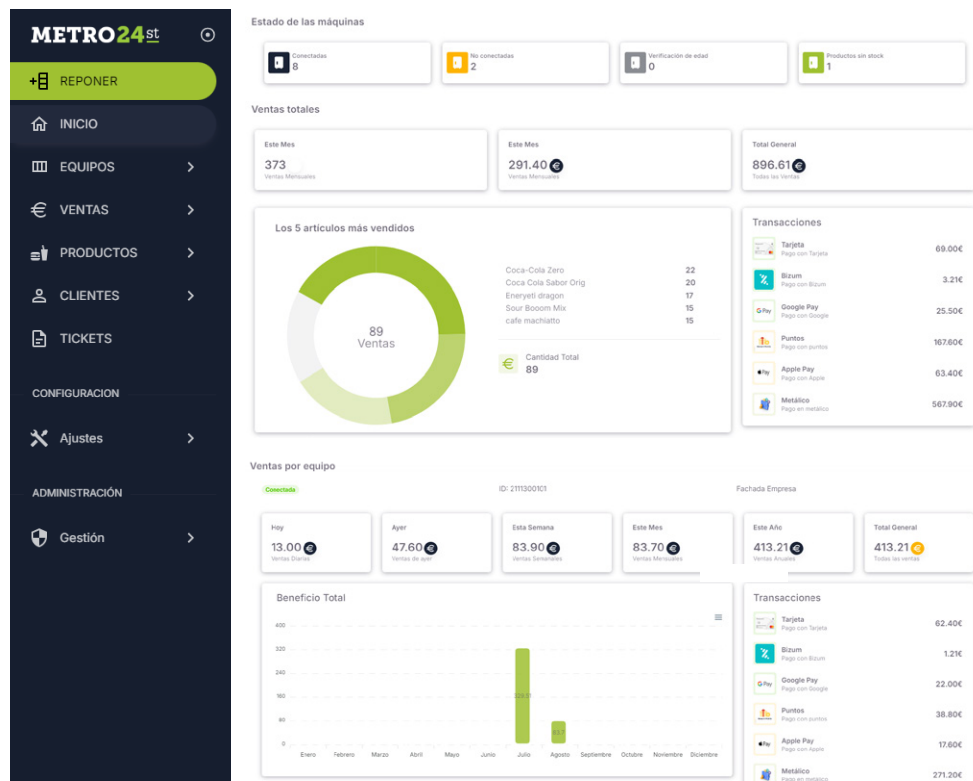 METRO24st
REPONER
INICIO
EQUIPOS
VENTAS
PRODUCTOS
CLIENTES
TICKETS
CONFIGURACION
Ajustes
ADMINISTRACIÓN
Gestión
Estado de las máquinas
Conectadas
8
No conectadas
2
Verificación de edad
0
Productos sin stock
1
Ventas totales
Este Mes
373
Ventas Mensuales
Este Mes
291.40 €
Ventas Mensuales
Total General
896.61 €
Todas las Ventas
Los 5 artículos más vendidos
89
Ventas
Coca-Cola Zero 22
Coca Cola Sabor Orig 20
Eneryeti dragon 17
Sour Booom Mix 15
cafe machiatto 15
€
Cantidad Total
89
Transacciones
Tarjeta
Pago con Tarjeta
69.00€
Bizum
Pago con Bizum
3.21€
G Pay
Google Pay
Pago con Google
25.50€
Puntos
Pago con puntos
167.60€
Pay
Apple Pay
Pago con Apple
63.40€
Metálico
Pago en metálico
567.90€
Ventas por equipo
Conectada
ID: 2111300101
Fachada Empresa
Hoy
13.00 €
Ventas Diarias
Ayer
47.60 €
Ventas de ayer
Esta Semana
83.90 €
Ventas Semanales
Este Mes
83.70 €
Ventas Mensuales
Este Año
413.21 €
Ventas Anuales
Total General
413.21 €
Todas las ventas
Beneficio Total
400
320
240
160
80
0
83.7
Enero Febrero Marzo Abril Mayo Junio Julio Agosto Septiembre Octubre Noviembre Diciembre
Transacciones
Tarjeta
Pago con Tarjeta
62.40€
Bizum
Pago con Bizum
1.21€
G Pay
Google Pay
Pago con Google
22.00€
Puntos
Pago con puntos
38.80€
Pay
Apple Pay
Pago con Apple
17.60€
Metálico
Pago en metálico
271.20€